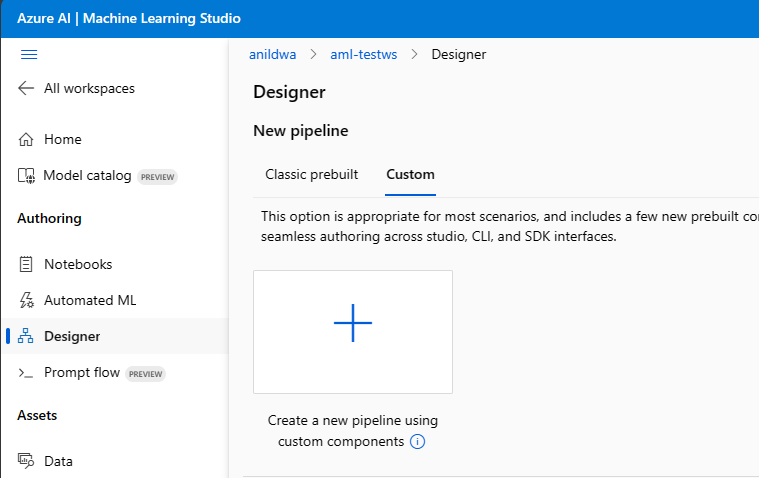 Azure AI | Machine Learning Studio
All workspaces
Home
Model catalog PREVIEW
Authoring
Notebooks
Automated ML
Designer
Prompt flow PREVIEW
Assets
Data
anildwa > aml-testws > Designer
Designer
New pipeline
Classic prebuilt Custom
This option is appropriate for most scenarios, and includes a few new prebuilt
seamless authoring across studio, CLI, and SDK interfaces.
Create a new pipeline using
custom components